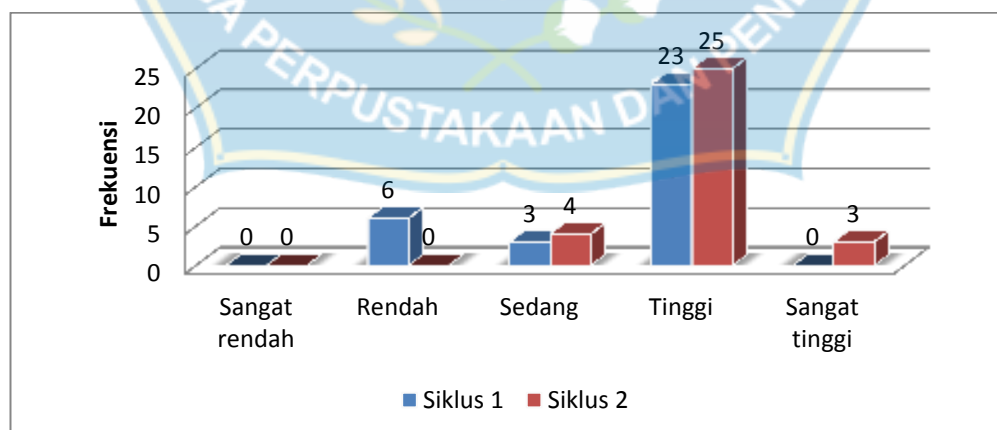 A PERPUSTAKAAN DAN PEN
Frekuensi
25
20
15
10
5
0
0 0
6 0
3 4
23 25
0 3
Sangat rendah
Rendah
Sedang
Tinggi
Sangat tinggi
Siklus 1
Siklus 2